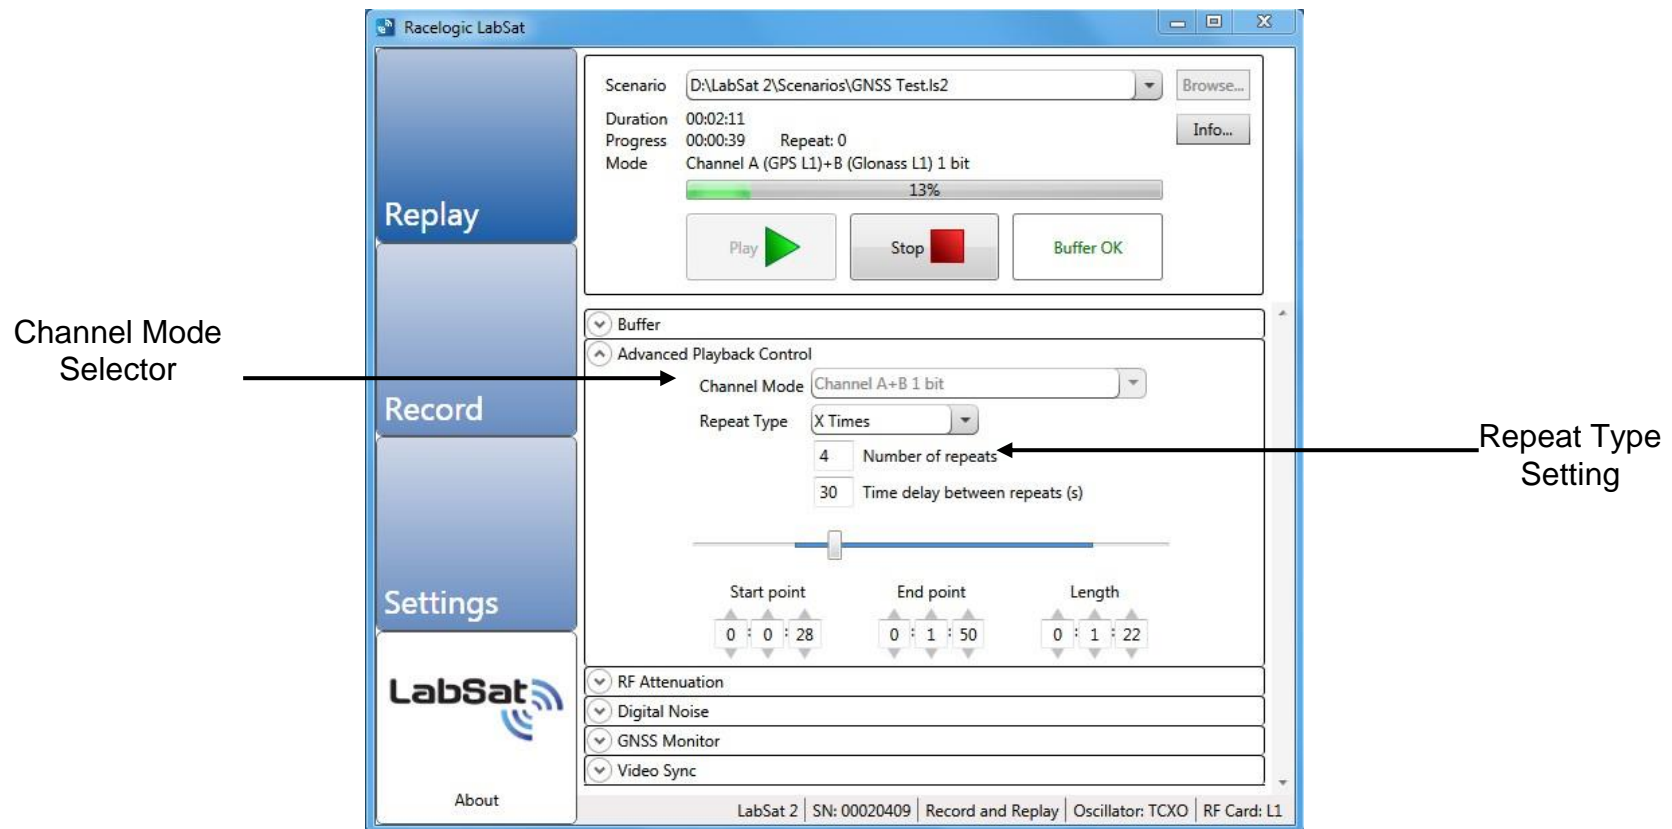 Racelogic LabSat
Scenario D:\LabSat 2\Scenarios\GNSS Test.ls2 Browse...
Duration 00:02:11
Info...
Progress 00:00:39 Repeat: 0
Mode Channel A (GPS L1)+B (Glonass L1) 1 bit
13%
Play Stop Buffer OK
Replay
Record
Settings
LabSat
About
Buffer
Advanced Playback Control
Channel Mode Channel A+B 1 bit
Repeat Type X Times
4 Number of repeats
30 Time delay between repeats (s)
Start point End point Length
0 : 0 : 28 0 : 1 : 50 0 : 1 : 22
RF Attenuation
Digital Noise
GNSS Monitor
Video Sync
LabSat 2 SN: 00020409 Record and Replay Oscillator: TCXO RF Card: L1
Channel Mode
Selector
Repeat Type
Setting